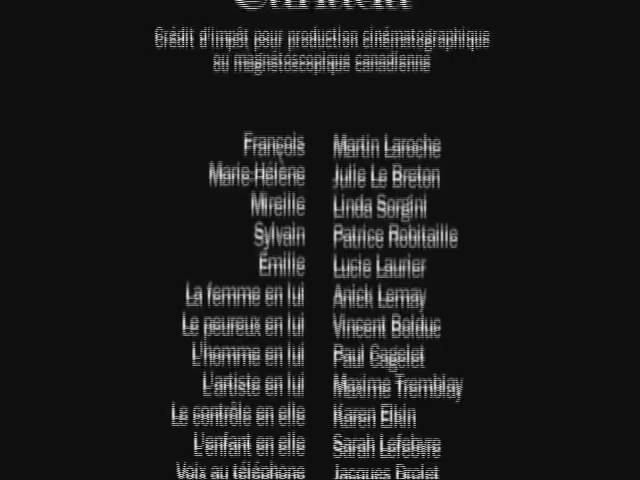 Canada
Crédit d'impôt pour production cinématographique
ou magnétoscopique canadienne
François Martin Laroche
Marie-Hélène Julie Le Breton
Mireille Linda Sorgini
Sylvain Patrice Robitaille
Émilie Lucie Laurier
La femme en lui Anick Lemay
Le peureux en lui Vincent Bolduc
L'homme en lui Paul Cagelet
L'artiste en lui Maxime Tremblay
Le contrôle en elle Karen Elkin
L'enfant en elle Sarah Lefebvre
Voix au téléphone Jacques Drolet